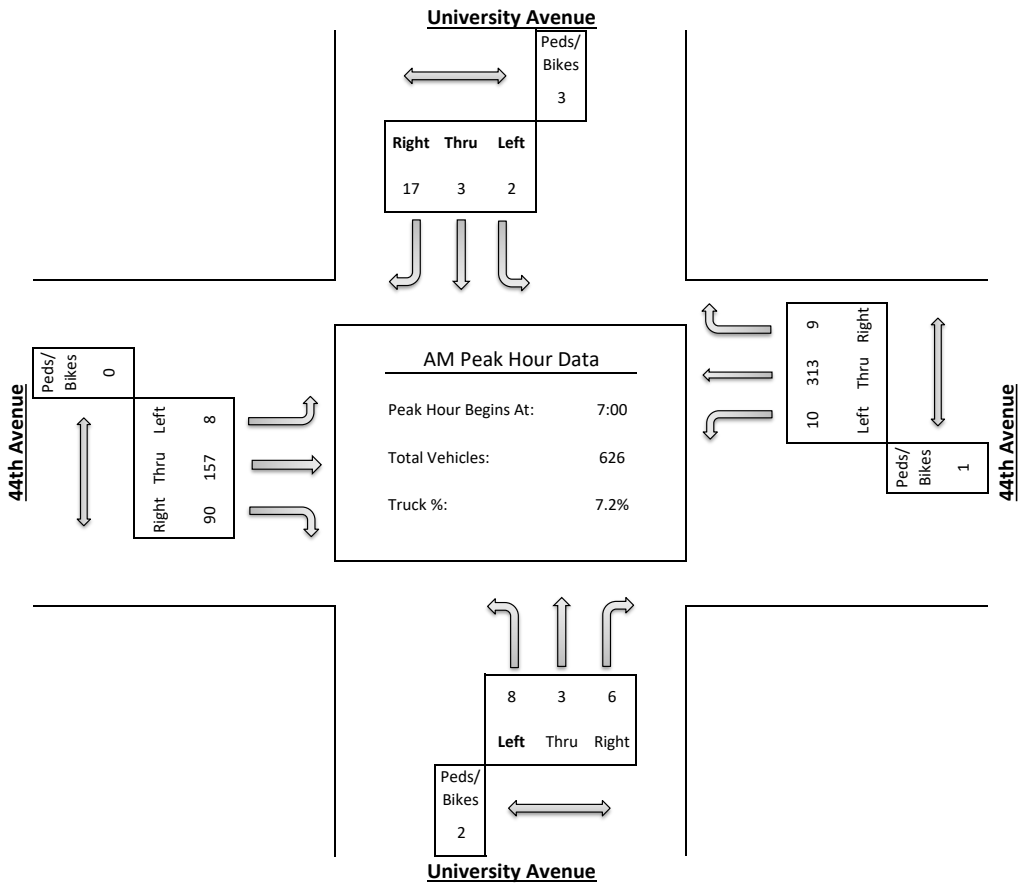 University Avenue
Peds/
Bikes
3
Right Thru Left
17 3 2
44th Avenue
Peds/
Bikes
0
Left 8
Thru 157
Right 90
AM Peak Hour Data
Peak Hour Begins At: 7:00
Total Vehicles: 626
Truck %: 7.2%
9 Right
313 Thru
10 Left
Peds/
Bikes
1
44th Avenue
8 3 6
Left Thru Right
Peds/
Bikes
2
University Avenue